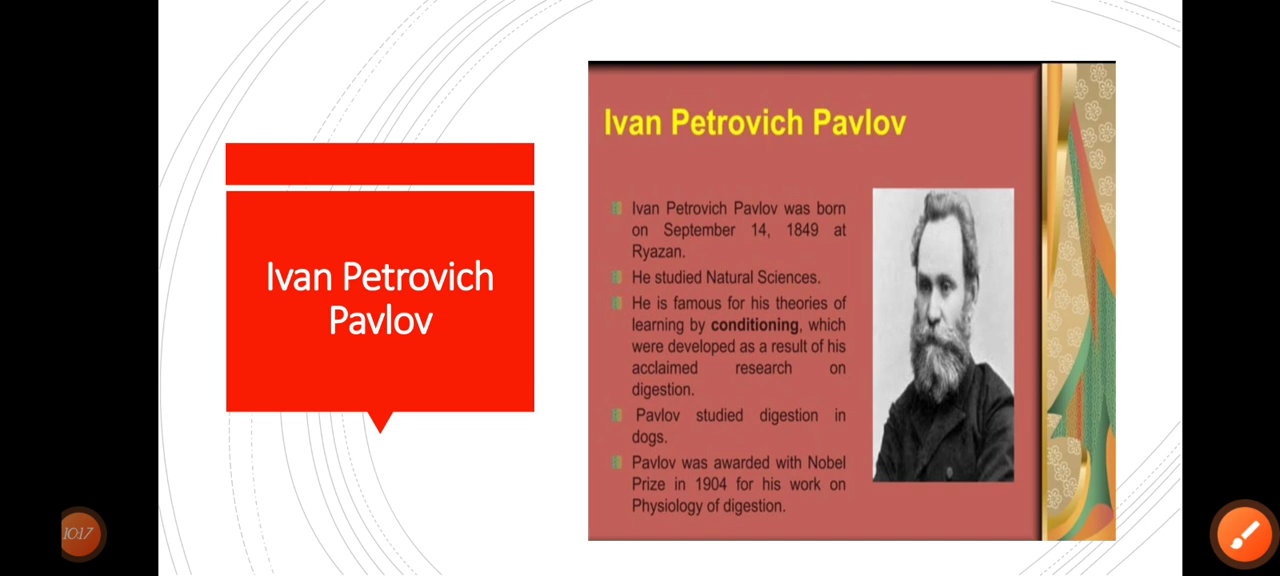 Ivan Petrovich
Pavlov
Ivan Petrovich Pavlov
Ivan Petrovich Pavlov was born
on September 14, 1849 at
Ryazan.
He studied Natural Sciences.
He is famous for his theories of
learning by conditioning, which
were developed as a result of his
acclaimed research on
digestion.
Pavlov studied digestion in
dogs.
Pavlov was awarded with Nobel
Prize in 1904 for his work on
Physiology of digestion.
10:17